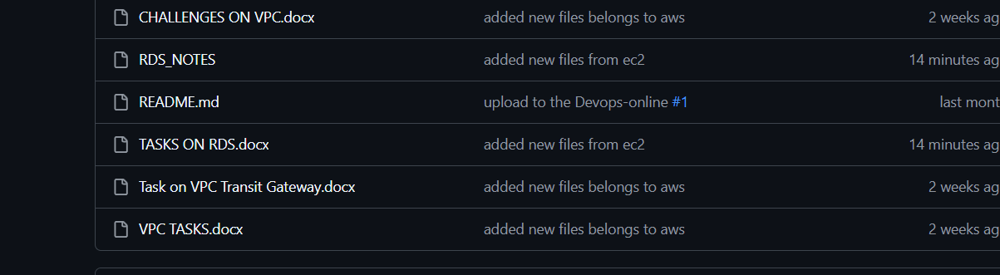 CHALLENGES ON VPC.docx added new files belongs to aws 2 weeks ag
RDS_NOTES added new files from ec2 14 minutes ag
README.md upload to the Devops-online #1 last mont
TASKS ON RDS.docx added new files from ec2 14 minutes ag
Task on VPC Transit Gateway.docx added new files belongs to aws 2 weeks ag
VPC TASKS.docx added new files belongs to aws 2 weeks ag